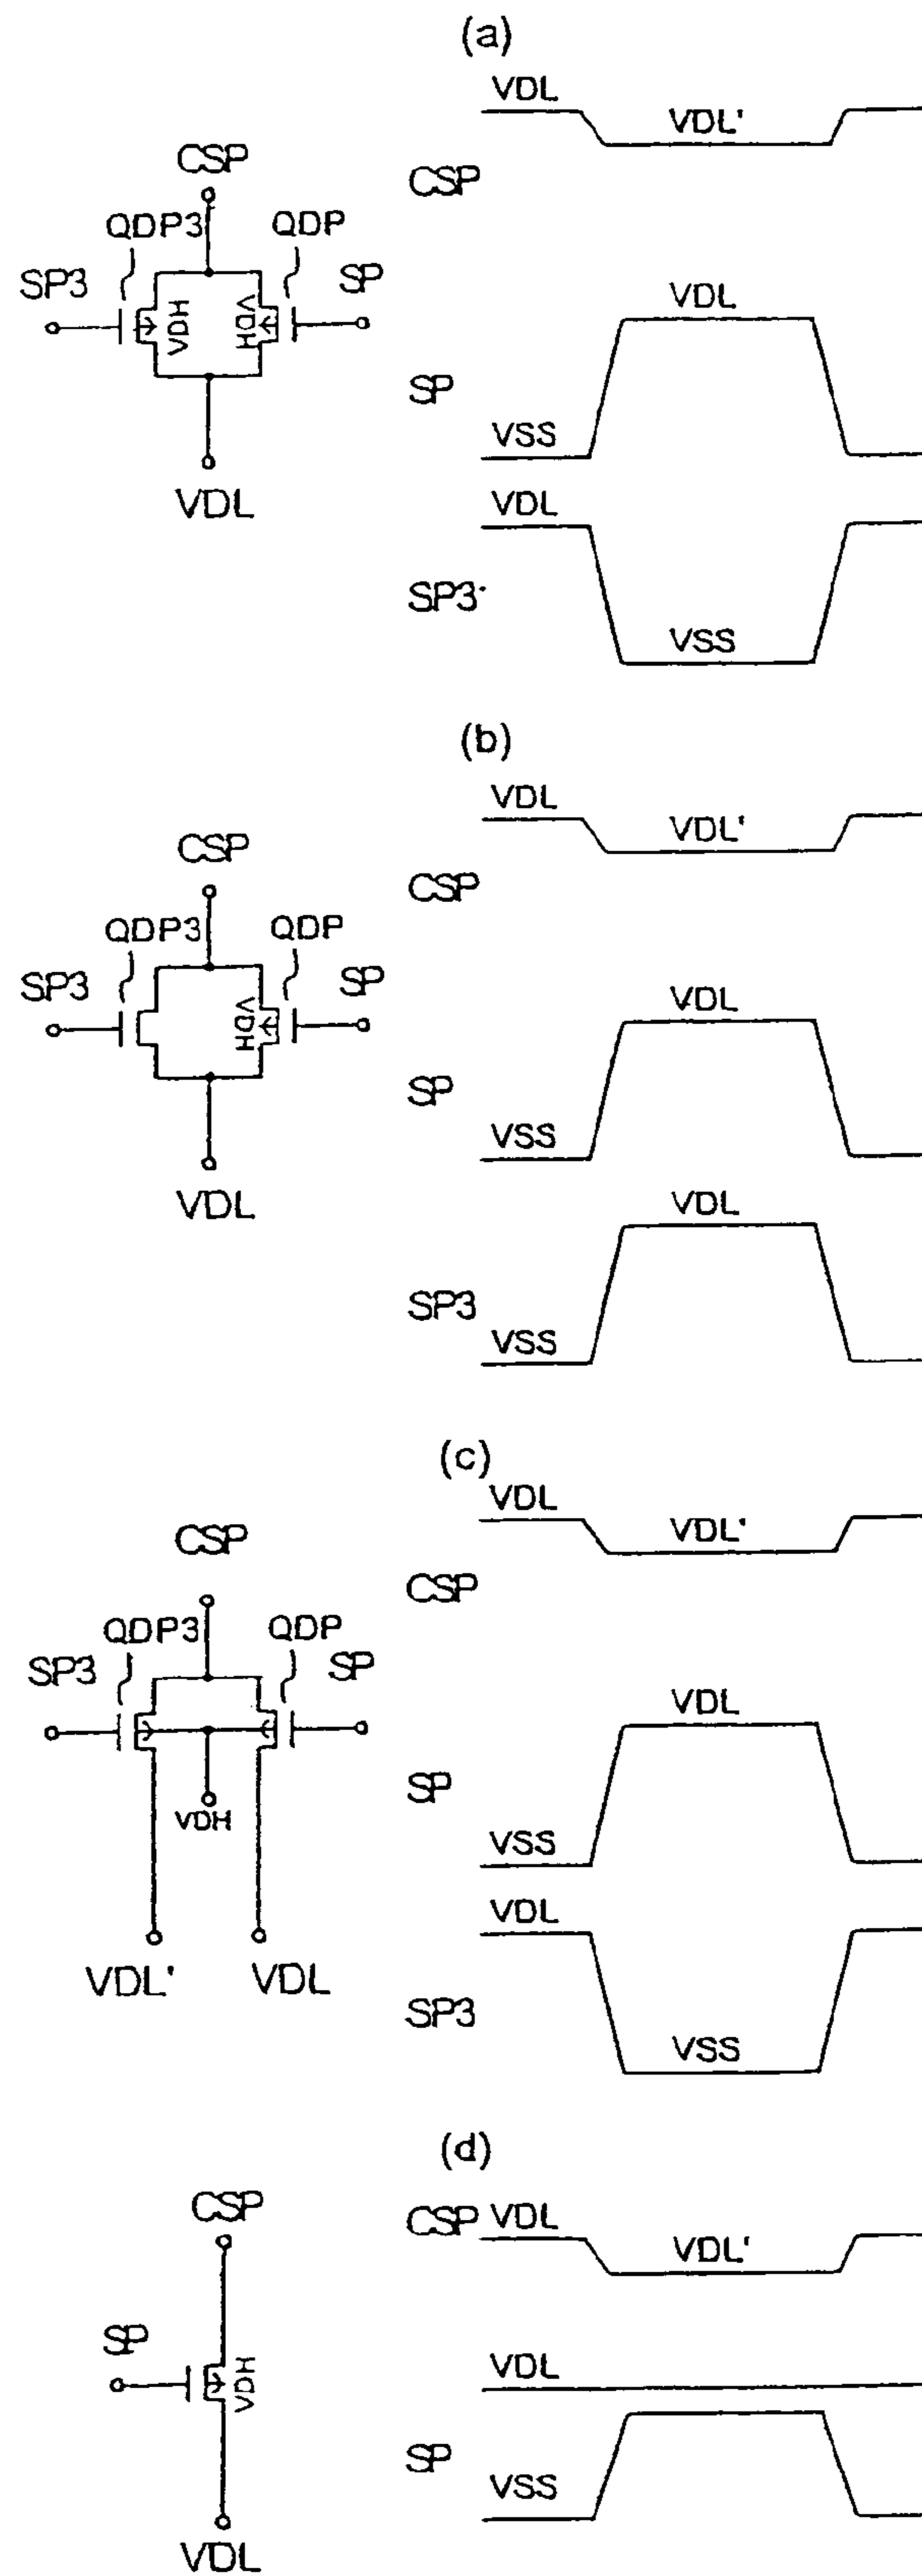 (a)
VDL
VDL'
CSP
CSP
QDP3
QDP
SP3
SP
VDH
VDH
VDL
VDL
SP
VSS
VDL
SP3
VSS
(b)
VDL
VDL'
CSP
CSP
QDP3
QDP
SP3
SP
VDH
VDL
VDL
SP
VSS
VDL
SP3
VSS
(c)
VDL
VDL'
CSP
CSP
QDP3
QDP
SP3
SP
VDH
VDL'
VDL
VDL
SP
VSS
VDL
SP3
VSS
(d)
CSP
CSP
VDL
VDL'
SP
VDH
VDL
VDL
SP
VSS